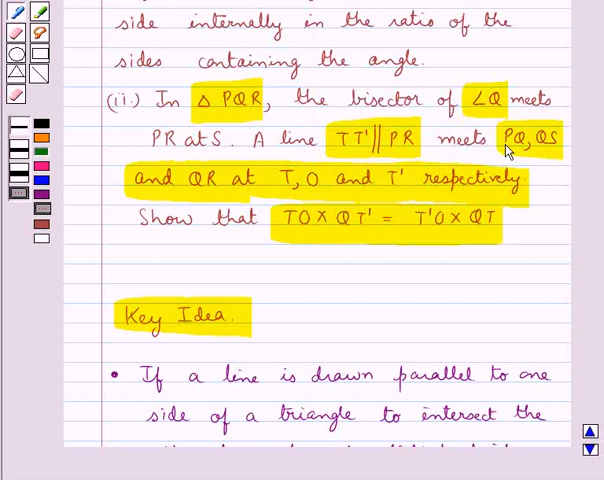 side internally in the ratio of the
sides containing the angle.
(ii.) In △ PQR, the bisector of ∠Q meets
PR at S. A line TT'∥PR meets PQ, QS
and QR at T, O and T' respectively.
Show that TO × QT' = T'O × QT
Key Idea.
• If a line is drawn parallel to one
side of a triangle to intersect the